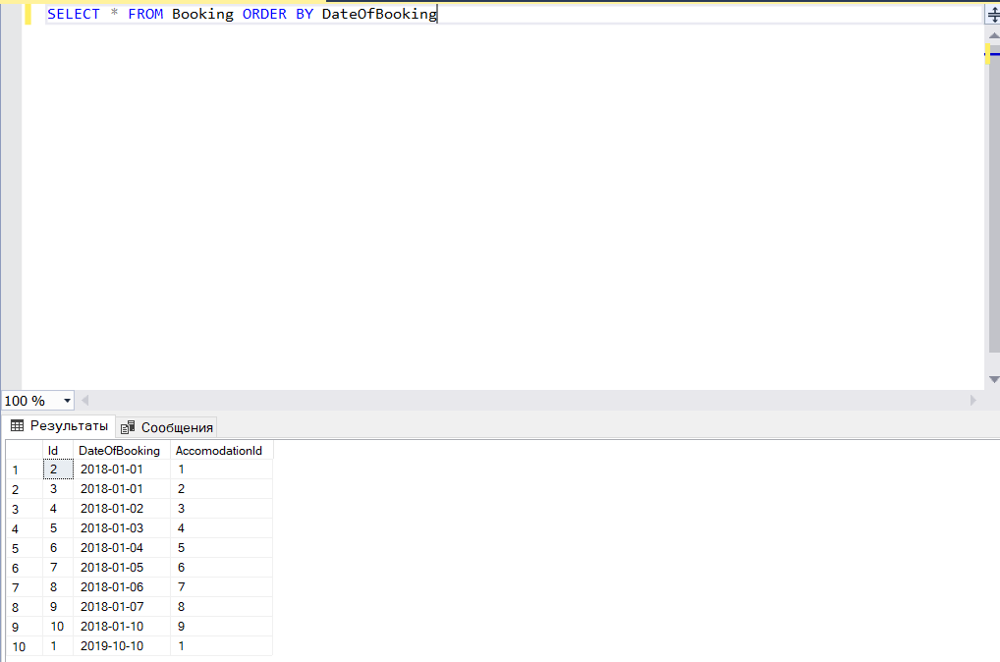 SELECT * FROM Booking ORDER BY DateOfBooking
100 %
Результаты Сообщения
Id DateOfBooking AccomodationId
1 2 2018-01-01 1
2 3 2018-01-01 2
3 4 2018-01-02 3
4 5 2018-01-03 4
5 6 2018-01-04 5
6 7 2018-01-05 6
7 8 2018-01-06 7
8 9 2018-01-07 8
9 10 2018-01-10 9
10 1 2019-10-10 1